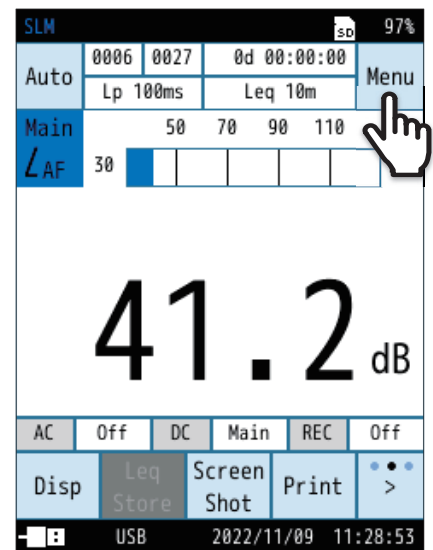 SLM SD 97%
Auto 0006 0027 0d 00:00:00 Menu
Lp 100ms Leq 10m
Main 50 70 90 110
LAF 30
41.2 dB
AC Off DC Main REC Off
Disp Leq Store Screen Shot Print >
USB 2022/11/09 11:28:53